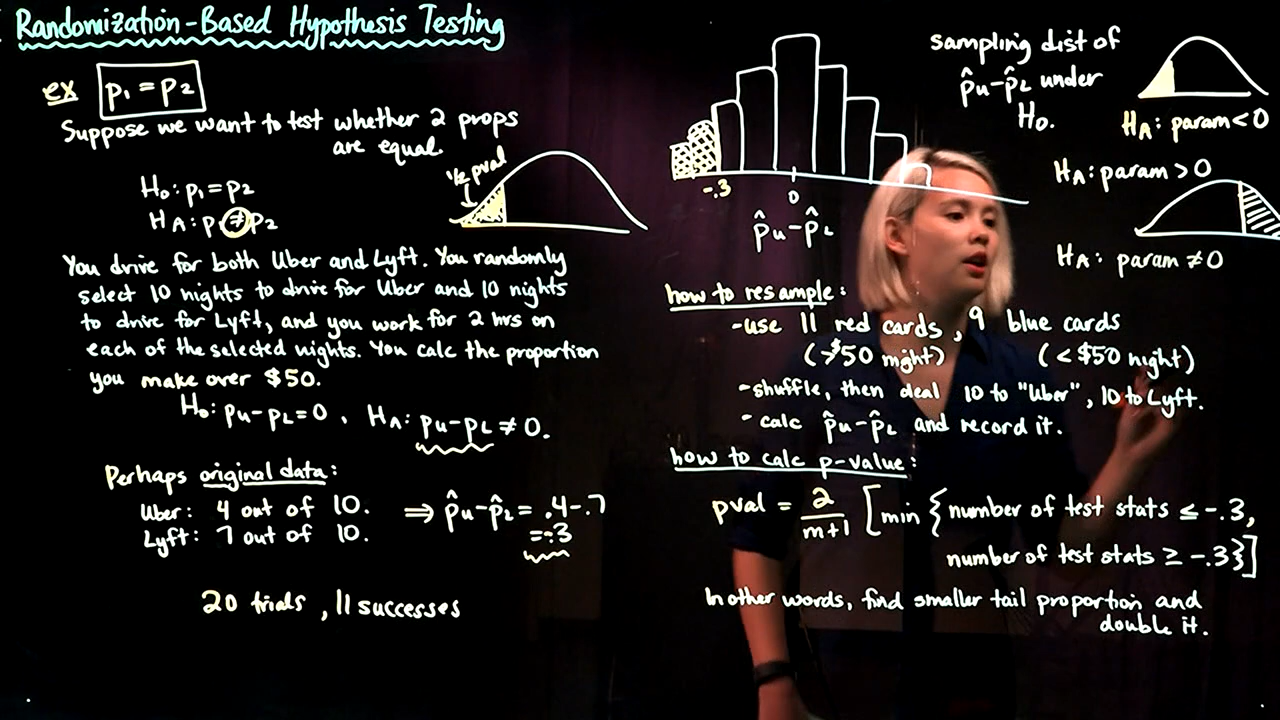 Randomization-Based Hypothesis Testing
ex p₁ = p₂
Suppose we want to test whether 2 props
are equal.
H₀: p₁ = p₂
Hₐ: p₁ ≠ p₂
½ pval
You drive for both Uber and Lyft. You randomly
select 10 nights to drive for Uber and 10 nights
to drive for Lyft, and you work for 2 hrs on
each of the selected nights. You calc the proportion
you make over $50.
H₀: pᵤ-p_L = 0, Hₐ: pᵤ-p_L ≠ 0.
Perhaps original data:
Uber: 4 out of 10.
Lyft: 7 out of 10.
⇒ p̂ᵤ-p̂_L = .4-.7
= -.3
20 trials, 11 successes
-.3 0
p̂ᵤ-p̂_L
sampling dist of
p̂ᵤ-p̂_L under
H₀.
Hₐ: param < 0
Hₐ: param > 0
Hₐ: param ≠ 0
how to resample:
-use 11 red cards, 9 blue cards
(>$50 night) (< $50 night)
-shuffle, then deal 10 to "Uber", 10 to Lyft.
- calc p̂ᵤ-p̂_L and record it.
how to calc p-value:
pval = 2/(m+1) [min {number of test stats ≤ -.3,
number of test stats ≥ -.3}]
In other words, find smaller tail proportion and
double it.